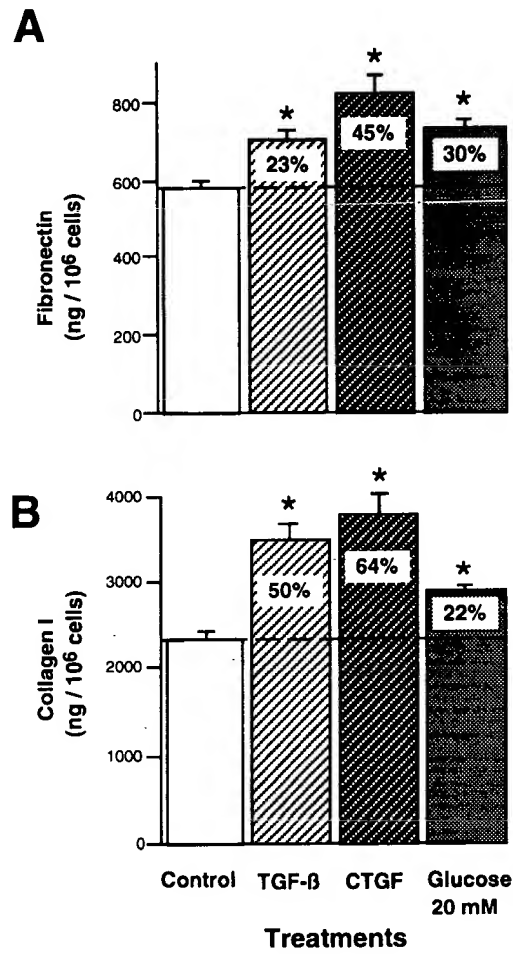 A
Fibronectin
(ng / 10⁶ cells)
800
600
400
200
0
*
*
*
23%
45%
30%
B
Collagen I
(ng / 10⁶ cells)
4000
3000
2000
1000
0
*
*
*
50%
64%
22%
Control TGF-ß CTGF Glucose
20 mM
Treatments